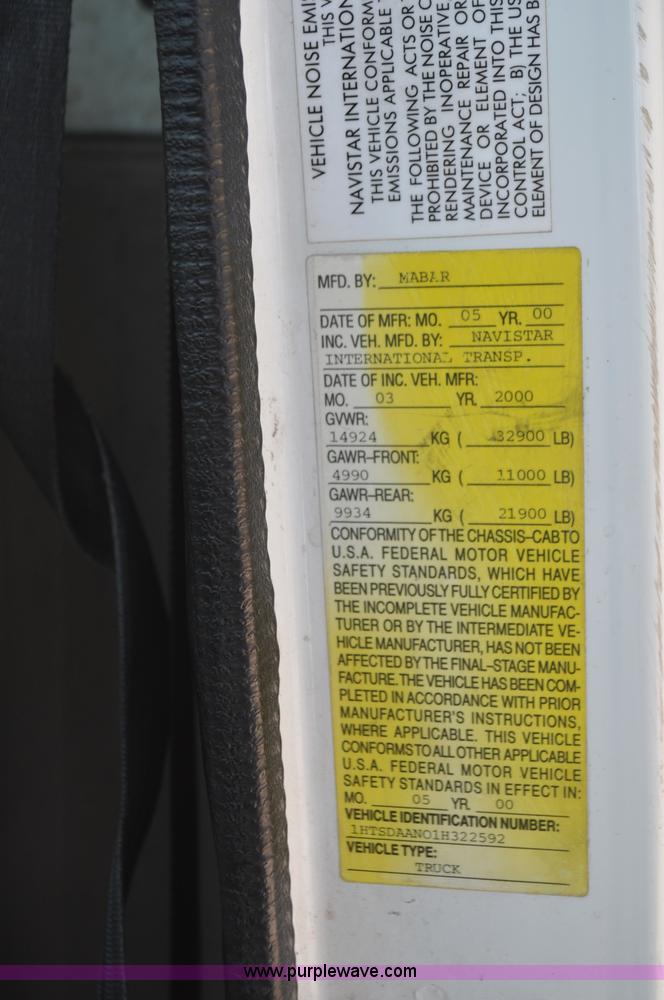 VEHICLE NOISE EMI
THIS V
NAVISTAR INTERNATION
THIS VEHICLE CONFORM
EMISSIONS APPLICABLE
THE FOLLOWING ACTS OR
PROHIBITED BY THE NOISE C
RENDERING INOPERATIVE,
MAINTENANCE REPAIR OR
DEVICE OR ELEMENT OF
INCORPORATED INTO THIS
CONTROL ACT; B) THE US
ELEMENT OF DESIGN HAS B
MFD. BY: MABAR
DATE OF MFR: MO. 05 YR. 00
INC. VEH. MFD. BY: NAVISTAR
INTERNATIONAL TRANSP.
DATE OF INC. VEH. MFR:
MO. 03 YR. 2000
GVWR:
14924 KG ( 32900 LB)
GAWR-FRONT:
4990 KG ( 11000 LB)
GAWR-REAR:
9934 KG ( 21900 LB)
CONFORMITY OF THE CHASSIS-CAB TO
U.S.A. FEDERAL MOTOR VEHICLE
SAFETY STANDARDS, WHICH HAVE
BEEN PREVIOUSLY FULLY CERTIFIED BY
THE INCOMPLETE VEHICLE MANUFAC-
TURER OR BY THE INTERMEDIATE VE-
HICLE MANUFACTURER, HAS NOT BEEN
AFFECTED BY THE FINAL-STAGE MANU-
FACTURE. THE VEHICLE HAS BEEN COM-
PLETED IN ACCORDANCE WITH PRIOR
MANUFACTURER'S INSTRUCTIONS,
WHERE APPLICABLE. THIS VEHICLE
CONFORMS TO ALL OTHER APPLICABLE
U.S.A. FEDERAL MOTOR VEHICLE
SAFETY STANDARDS IN EFFECT IN:
MO. 05 YR. 00
VEHICLE IDENTIFICATION NUMBER:
1HTSDAAN01H322592
VEHICLE TYPE:
TRUCK
www.purplewave.com